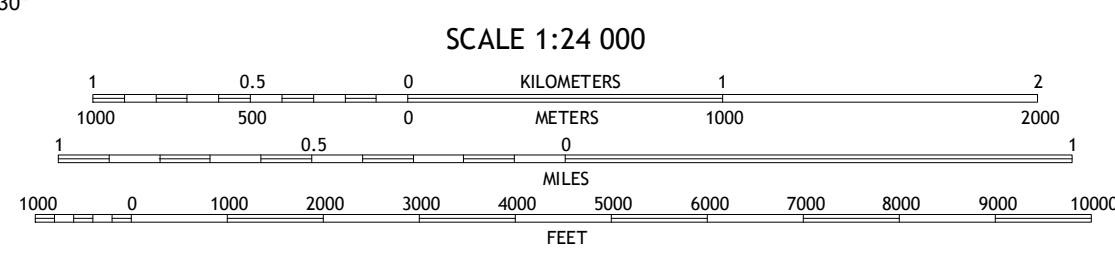 30"
SCALE 1:24 000
1 0.5 0 KILOMETERS 1 2
1000 500 0 METERS 1000 2000
1 0.5 0 1
MILES
1000 0 1000 2000 3000 4000 5000 6000 7000 8000 9000 10000
FEET